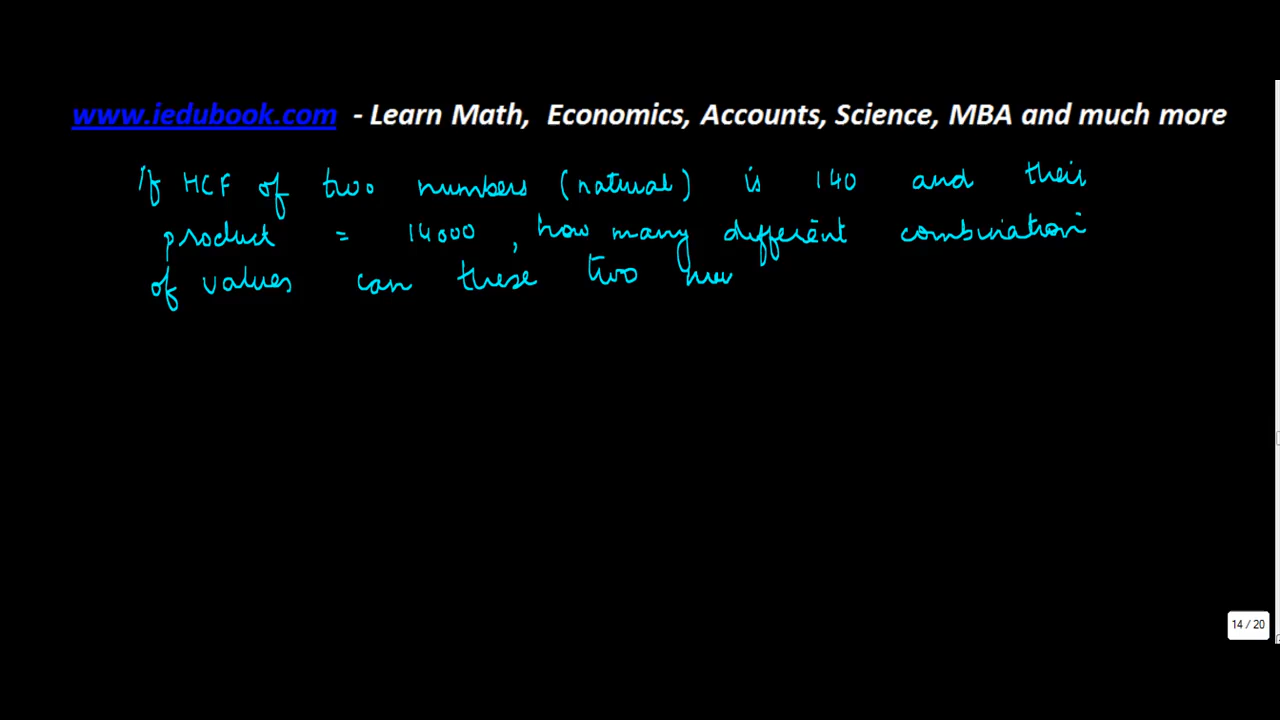 www.iedubook.com - Learn Math, Economics, Accounts, Science, MBA and much more
If HCF of two numbers (natural) is 140 and their
product = 14000, how many different combination
of values can these two
14 / 20